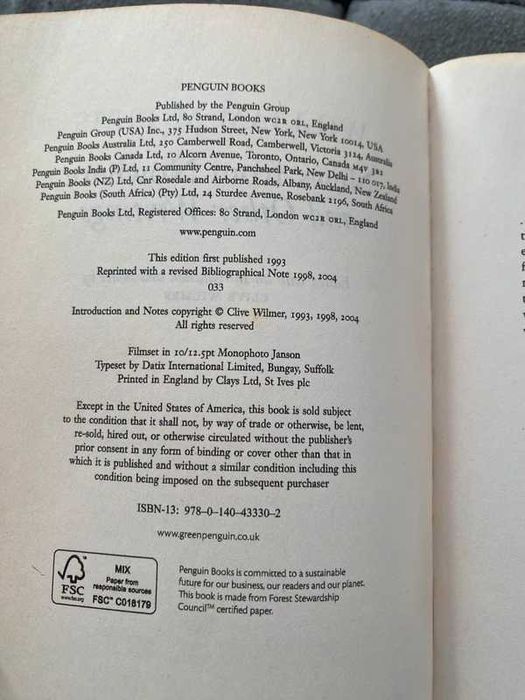 PENGUIN BOOKS
Published by the Penguin Group
Penguin Books Ltd, 80 Strand, London WC2R 0RL, England
Penguin Group (USA) Inc., 375 Hudson Street, New York, New York 10014, USA
Penguin Books Australia Ltd, 250 Camberwell Road, Camberwell, Victoria 3124, Australia
Penguin Books Canada Ltd, 10 Alcorn Avenue, Toronto, Ontario, Canada M4V 3B2
Penguin Books India (P) Ltd, 11 Community Centre, Panchsheel Park, New Delhi – 110 017, India
Penguin Books (NZ) Ltd, Cnr Rosedale and Airborne Roads, Albany, Auckland, New Zealand
Penguin Books (South Africa) (Pty) Ltd, 24 Sturdee Avenue, Rosebank 2196, South Africa
Penguin Books Ltd, Registered Offices: 80 Strand, London WC2R 0RL, England
www.penguin.com
This edition first published 1993
Reprinted with a revised Bibliographical Note 1998, 2004
033
Introduction and Notes copyright © Clive Wilmer, 1993, 1998, 2004
All rights reserved
Filmset in 10/12.5pt Monophoto Janson
Typeset by Datix International Limited, Bungay, Suffolk
Printed in England by Clays Ltd, St Ives plc
Except in the United States of America, this book is sold subject
to the condition that it shall not, by way of trade or otherwise, be lent,
re-sold, hired out, or otherwise circulated without the publisher's
prior consent in any form of binding or cover other than that in
which it is published and without a similar condition including this
condition being imposed on the subsequent purchaser
ISBN-13: 978-0-140-43330-2
www.greenpenguin.co.uk
FSC
www.fsc.org
MIX
Paper from
responsible sources
FSC™ C018179
Penguin Books is committed to a sustainable
future for our business, our readers and our planet.
This book is made from Forest Stewardship
Council™ certified paper.